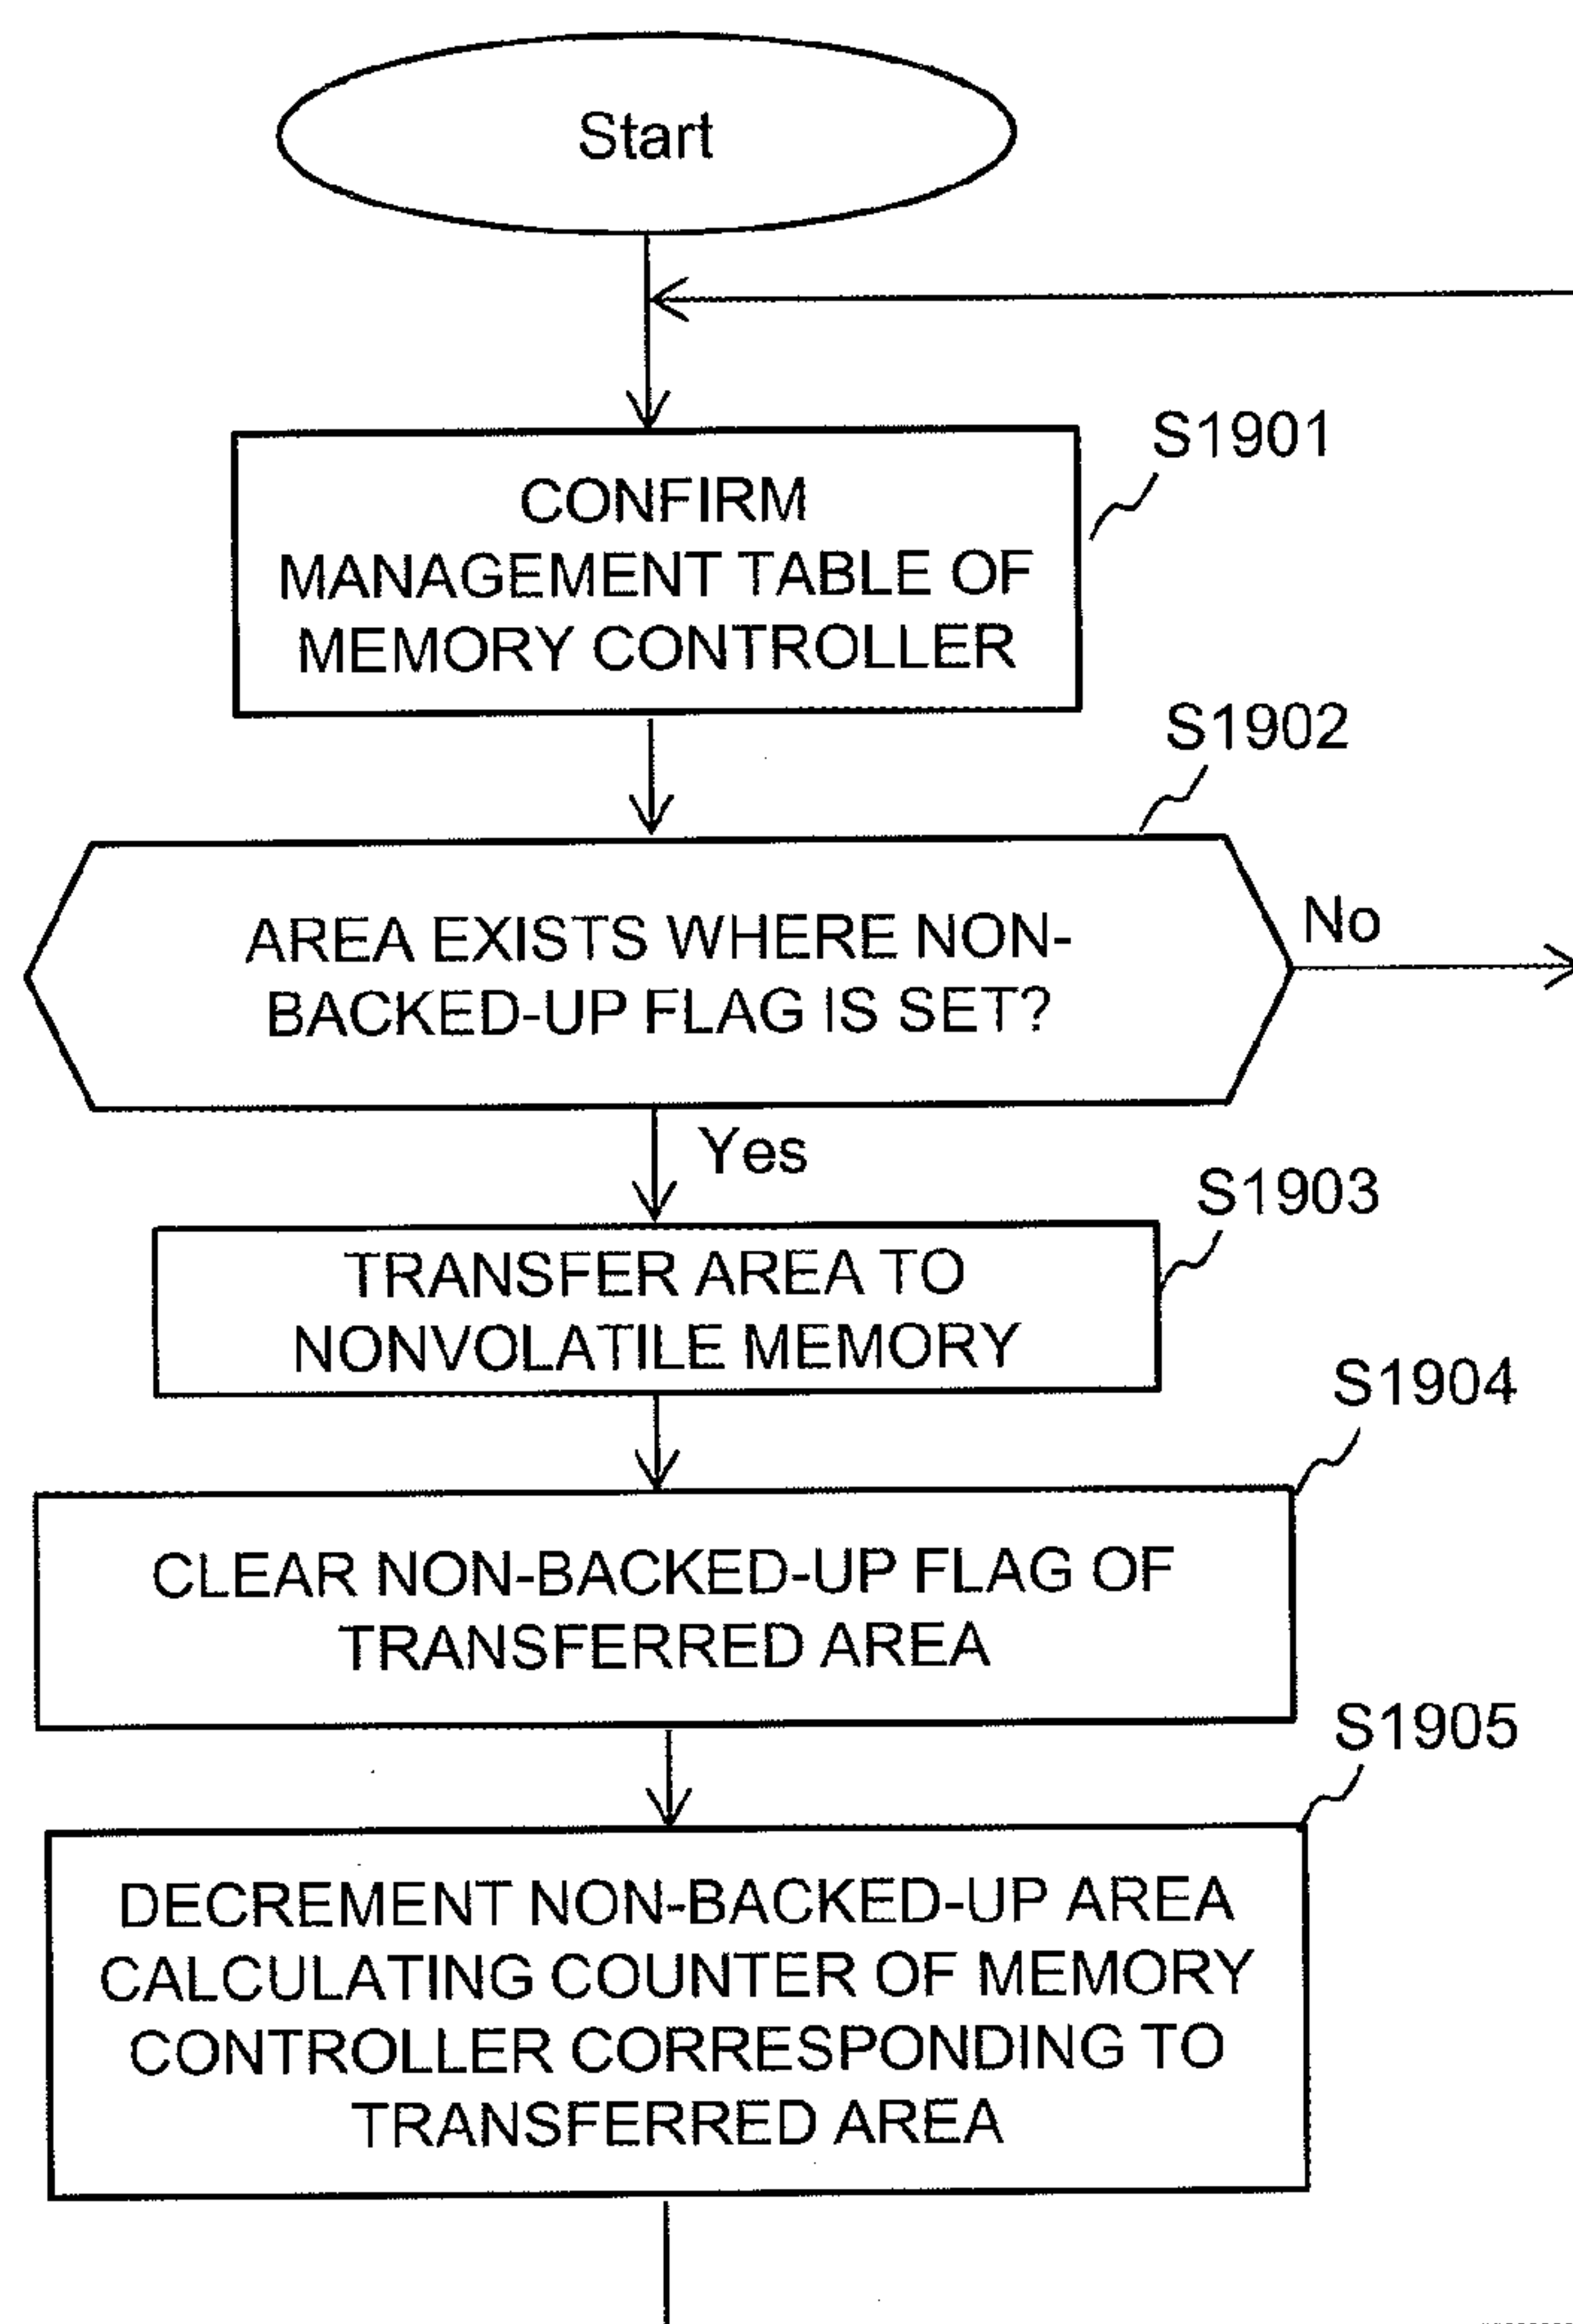 Start
S1901
CONFIRM
MANAGEMENT TABLE OF
MEMORY CONTROLLER
S1902
AREA EXISTS WHERE NON-
BACKED-UP FLAG IS SET?
No
Yes
S1903
TRANSFER AREA TO
NONVOLATILE MEMORY
S1904
CLEAR NON-BACKED-UP FLAG OF
TRANSFERRED AREA
S1905
DECREMENT NON-BACKED-UP AREA
CALCULATING COUNTER OF MEMORY
CONTROLLER CORRESPONDING TO
TRANSFERRED AREA